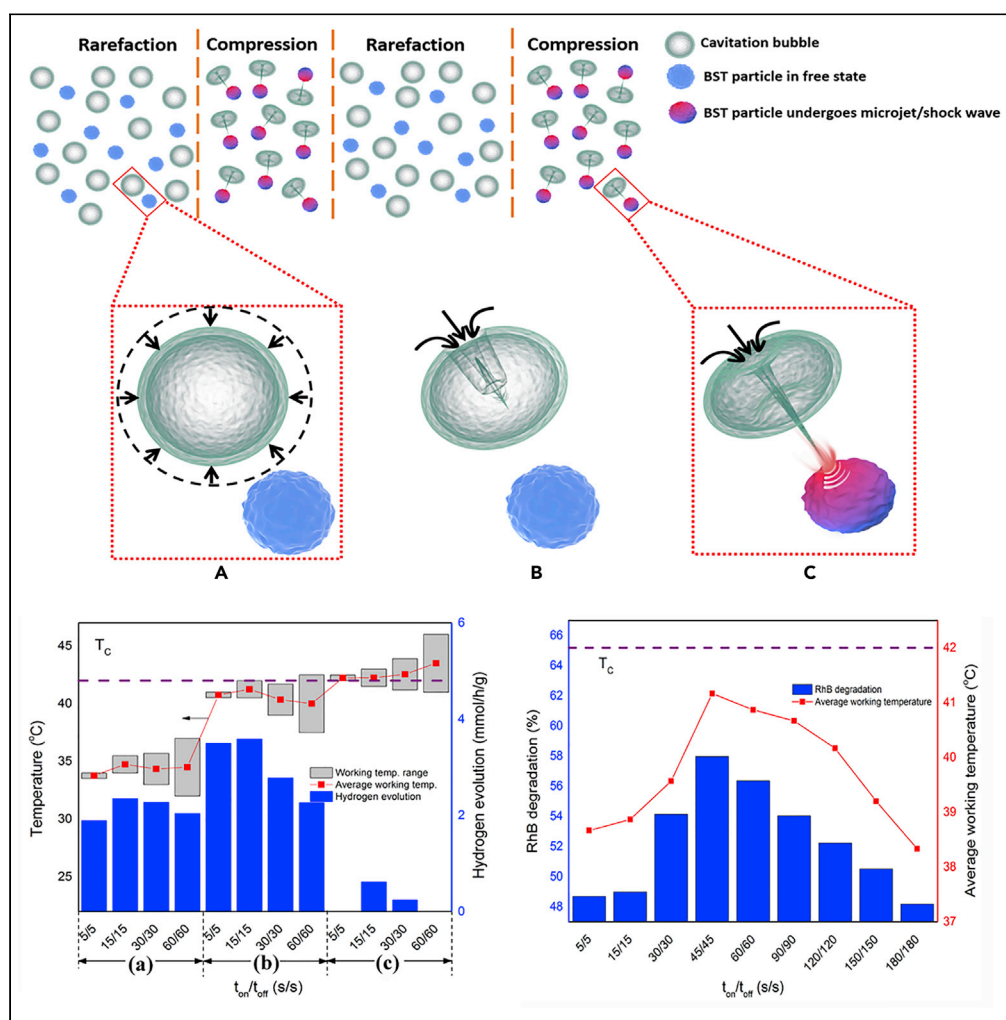 Rarefaction
Compression
Rarefaction
Compression
Cavitation bubble
BST particle in free state
BST particle undergoes microjet/shock wave
A
B
C
Temperature (°C)
45
40
35
30
25
T_C
Working temp. range
Average working temp.
Hydrogen evolution
6
4
2
0
Hydrogen evolution (mmol/h/g)
5/5
15/15
30/30
60/60
5/5
15/15
30/30
60/60
5/5
15/15
30/30
60/60
(a)
(b)
(c)
t_on/t_off (s/s)
RhB degradation (%)
66
64
62
60
58
56
54
52
50
48
T_C
RhB degradation
Average working temperature
42
41
40
39
38
37
Average working temperature (°C)
5/5
15/15
30/30
45/45
60/60
90/90
120/120
150/150
180/180
t_on/t_off (s/s)